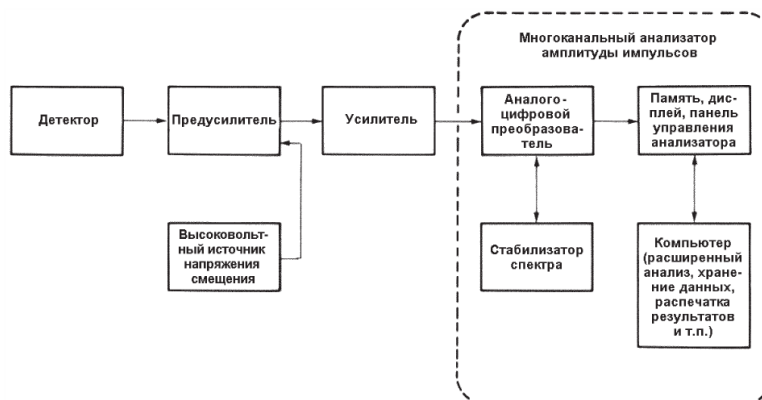 Многоканальный анализатор
амплитуды импульсов
Детектор
Предусилитель
Усилитель
Аналого-
цифровой
преобразова-
тель
Память, дис-
плей, панель
управления
анализатора
Высоковольт-
ный источник
напряжения
смещения
Стабилизатор
спектра
Компьютер
(расширенный
анализ, хране-
ние данных,
распечатка
результатов
и т.п.)